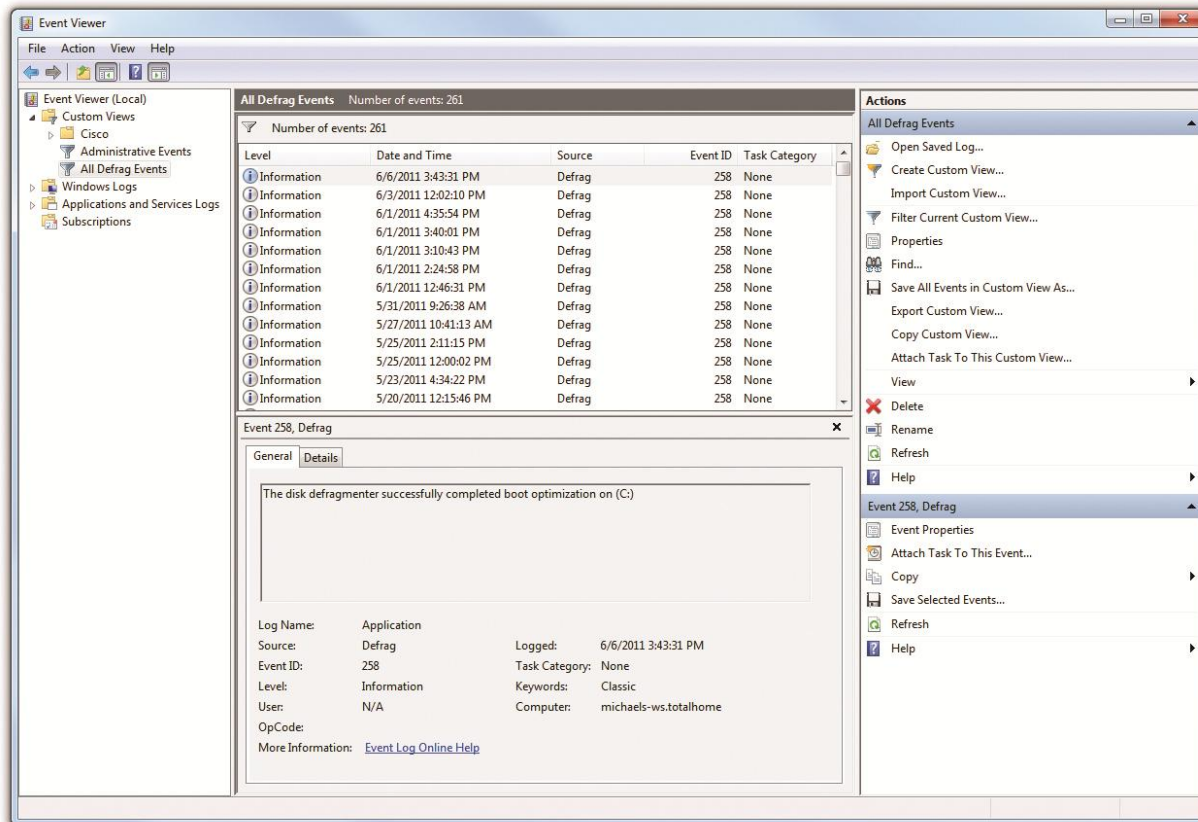 Event Viewer
File Action View Help
Event Viewer (Local)
Custom Views
Cisco
Administrative Events
All Defrag Events
Windows Logs
Applications and Services Logs
Subscriptions
All Defrag Events Number of events: 261
Number of events: 261
Level Date and Time Source Event ID Task Category
Information 6/6/2011 3:43:31 PM Defrag 258 None
Information 6/3/2011 12:02:10 PM Defrag 258 None
Information 6/1/2011 4:35:54 PM Defrag 258 None
Information 6/1/2011 3:40:01 PM Defrag 258 None
Information 6/1/2011 3:10:43 PM Defrag 258 None
Information 6/1/2011 2:24:58 PM Defrag 258 None
Information 6/1/2011 12:46:31 PM Defrag 258 None
Information 5/31/2011 9:26:38 AM Defrag 258 None
Information 5/27/2011 10:41:13 AM Defrag 258 None
Information 5/25/2011 2:11:15 PM Defrag 258 None
Information 5/25/2011 12:00:02 PM Defrag 258 None
Information 5/23/2011 4:34:22 PM Defrag 258 None
Information 5/20/2011 12:15:46 PM Defrag 258 None
Event 258, Defrag
General Details
The disk defragmenter successfully completed boot optimization on (C:)
Log Name: Application
Source: Defrag Logged: 6/6/2011 3:43:31 PM
Event ID: 258 Task Category: None
Level: Information Keywords: Classic
User: N/A Computer: michaels-ws.totalhome
OpCode:
More Information: Event Log Online Help
Actions
All Defrag Events
Open Saved Log...
Create Custom View...
Import Custom View...
Filter Current Custom View...
Properties
Find...
Save All Events in Custom View As...
Export Custom View...
Copy Custom View...
Attach Task To This Custom View...
View
Delete
Rename
Refresh
Help
Event 258, Defrag
Event Properties
Attach Task To This Event...
Copy
Save Selected Events...
Refresh
Help